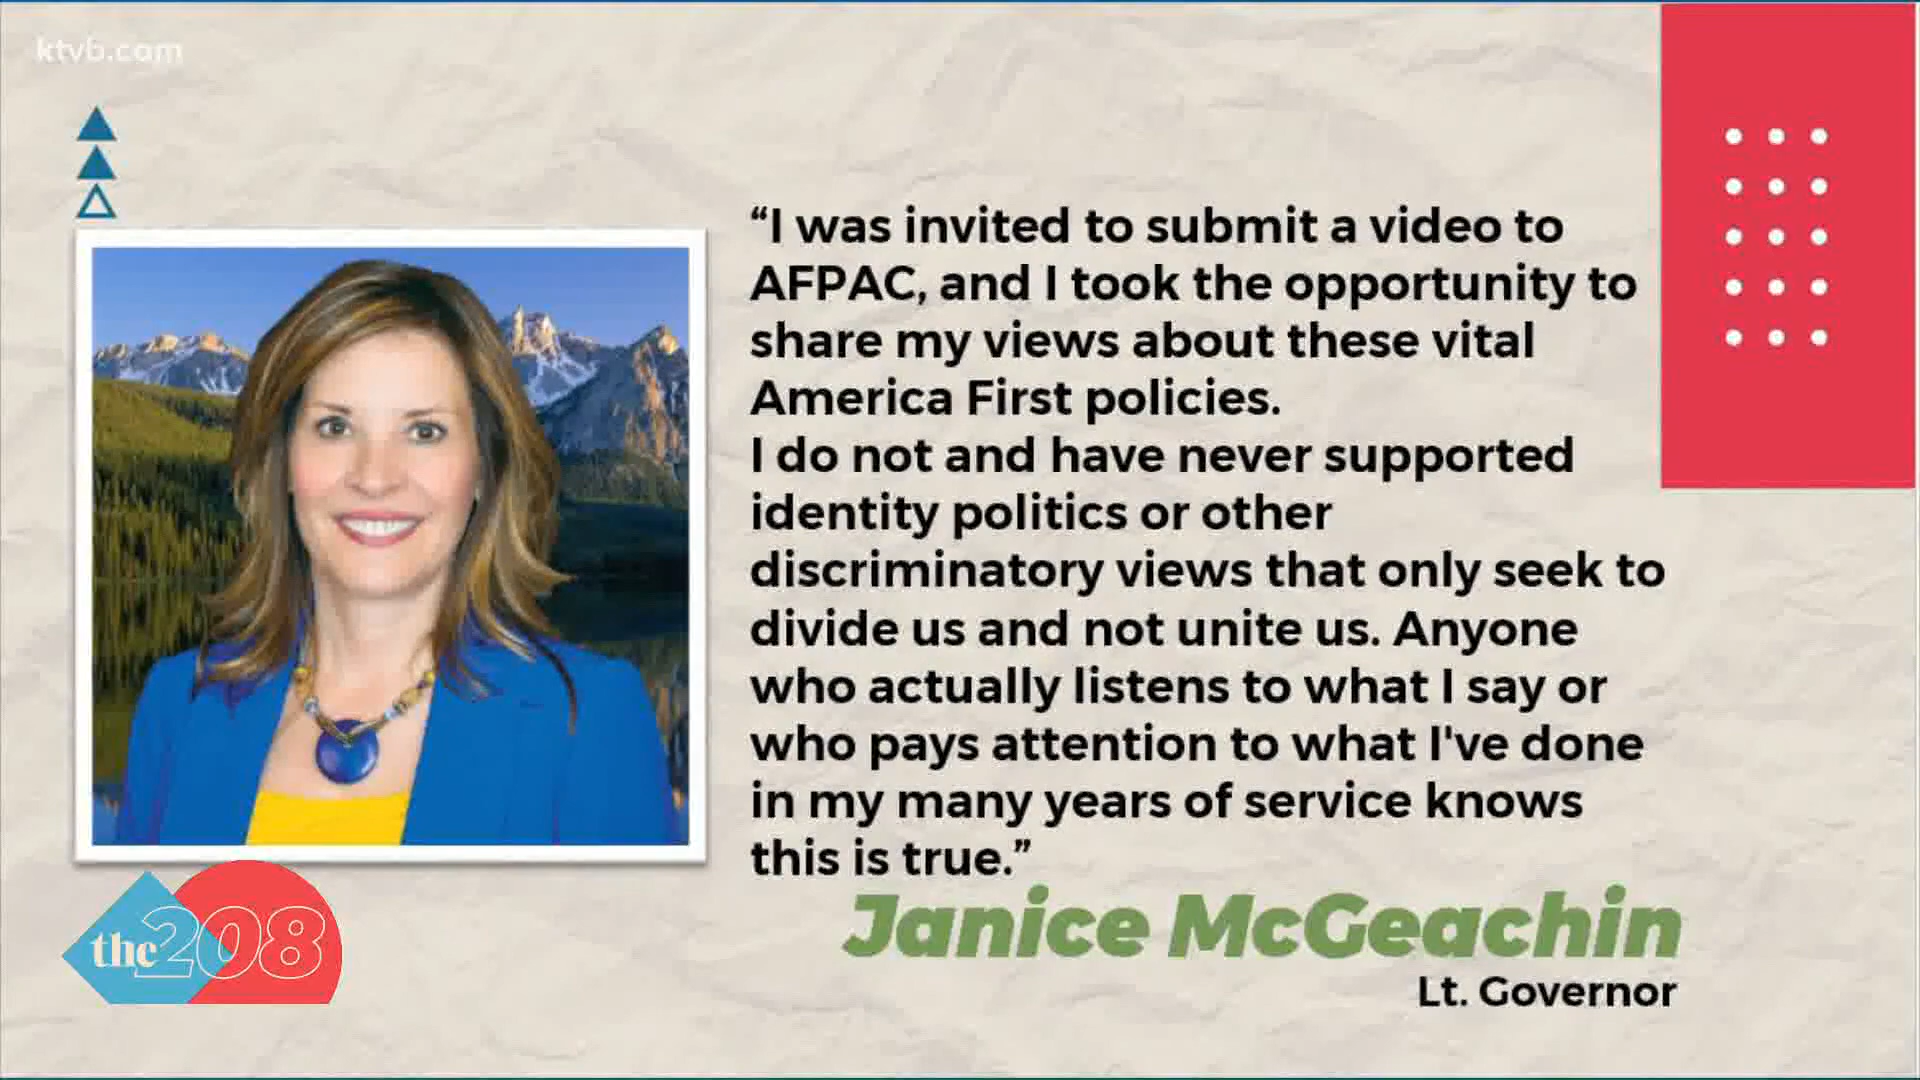 ktvb.com
“I was invited to submit a video to
AFPAC, and I took the opportunity to
share my views about these vital
America First policies.
I do not and have never supported
identity politics or other
discriminatory views that only seek to
divide us and not unite us. Anyone
who actually listens to what I say or
who pays attention to what I've done
in my many years of service knows
this is true.”
Janice McGeachin
Lt. Governor
the 208